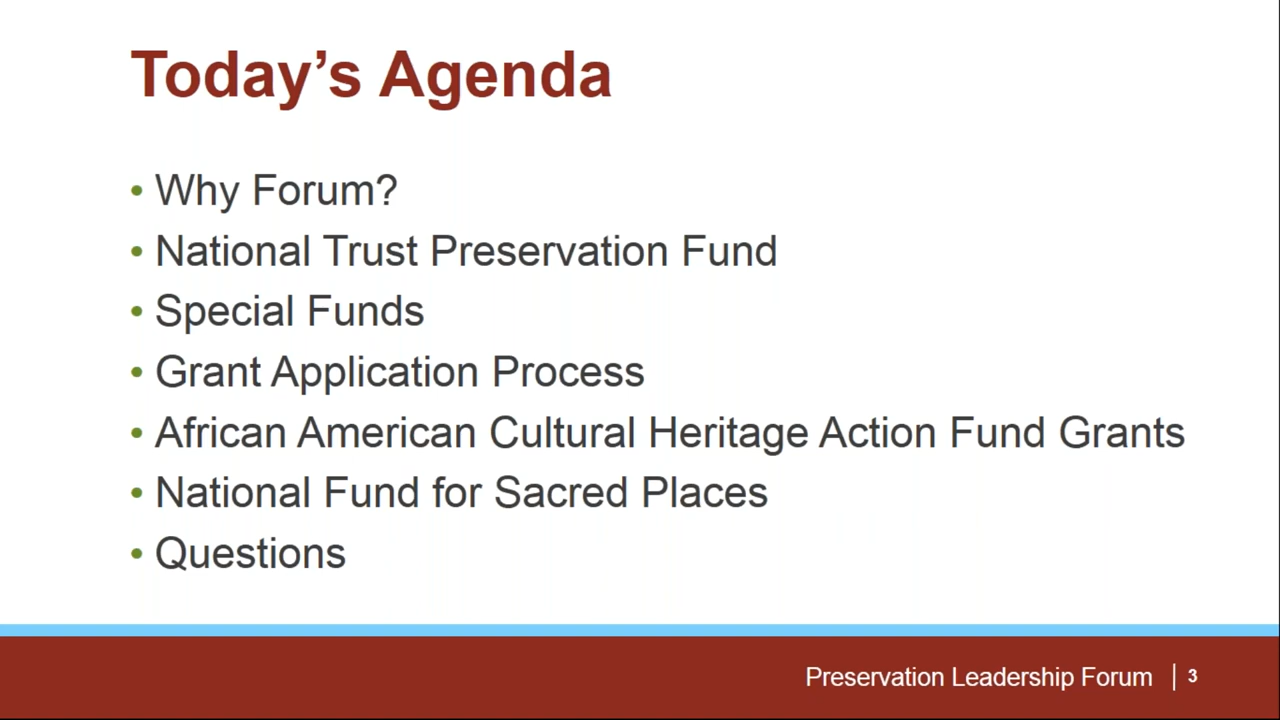 Today’s Agenda
• Why Forum?
• National Trust Preservation Fund
• Special Funds
• Grant Application Process
• African American Cultural Heritage Action Fund Grants
• National Fund for Sacred Places
• Questions
Preservation Leadership Forum | 3